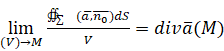 lim(V)→M ∯Σ (ā,n̄₀)dS / V = divā(M)